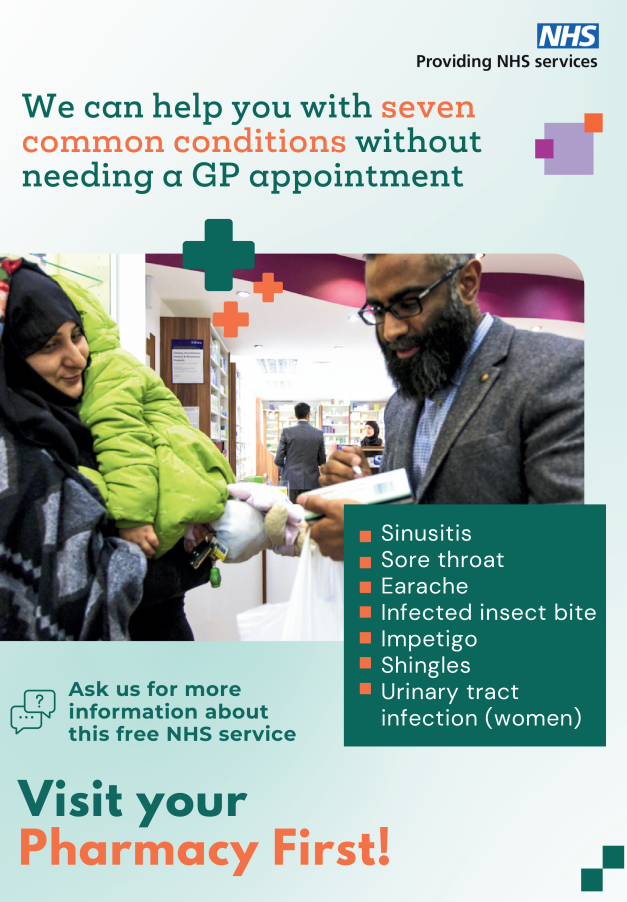 NHS
Providing NHS services
We can help you with seven
common conditions without
needing a GP appointment
Sinusitis
Sore throat
Earache
Infected insect bite
Impetigo
Shingles
Urinary tract
infection (women)
?
Ask us for more
information about
this free NHS service
Visit your
Pharmacy First!